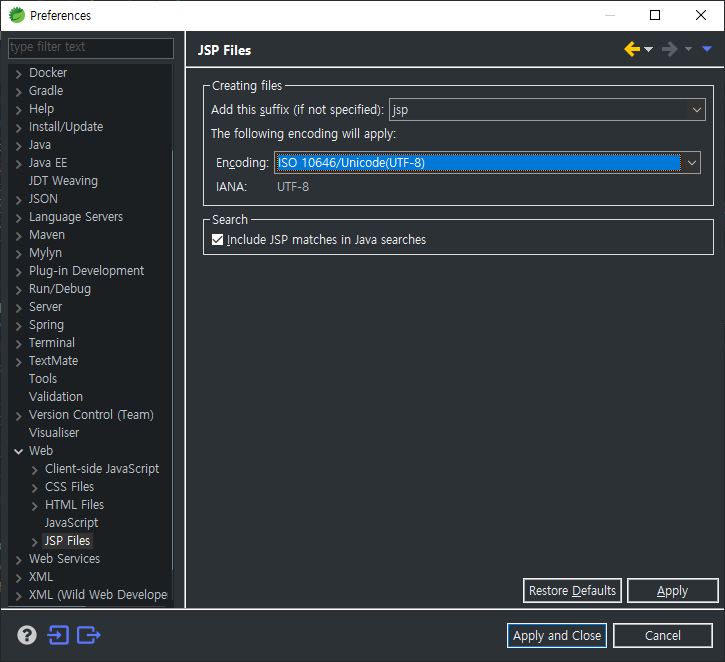 Preferences
type filter text
Docker
Gradle
Help
Install/Update
Java
Java EE
JDT Weaving
JSON
Language Servers
Maven
Mylyn
Plug-in Development
Run/Debug
Server
Spring
Terminal
TextMate
Tools
Validation
Version Control (Team)
Visualiser
Web
Client-side JavaScript
CSS Files
HTML Files
JavaScript
JSP Files
Web Services
XML
XML (Wild Web Develope
JSP Files
Creating files
Add this suffix (if not specified): jsp
The following encoding will apply:
Encoding: ISO 10646/Unicode(UTF-8)
IANA: UTF-8
Search
Include JSP matches in Java searches
Restore Defaults Apply
? Apply and Close Cancel